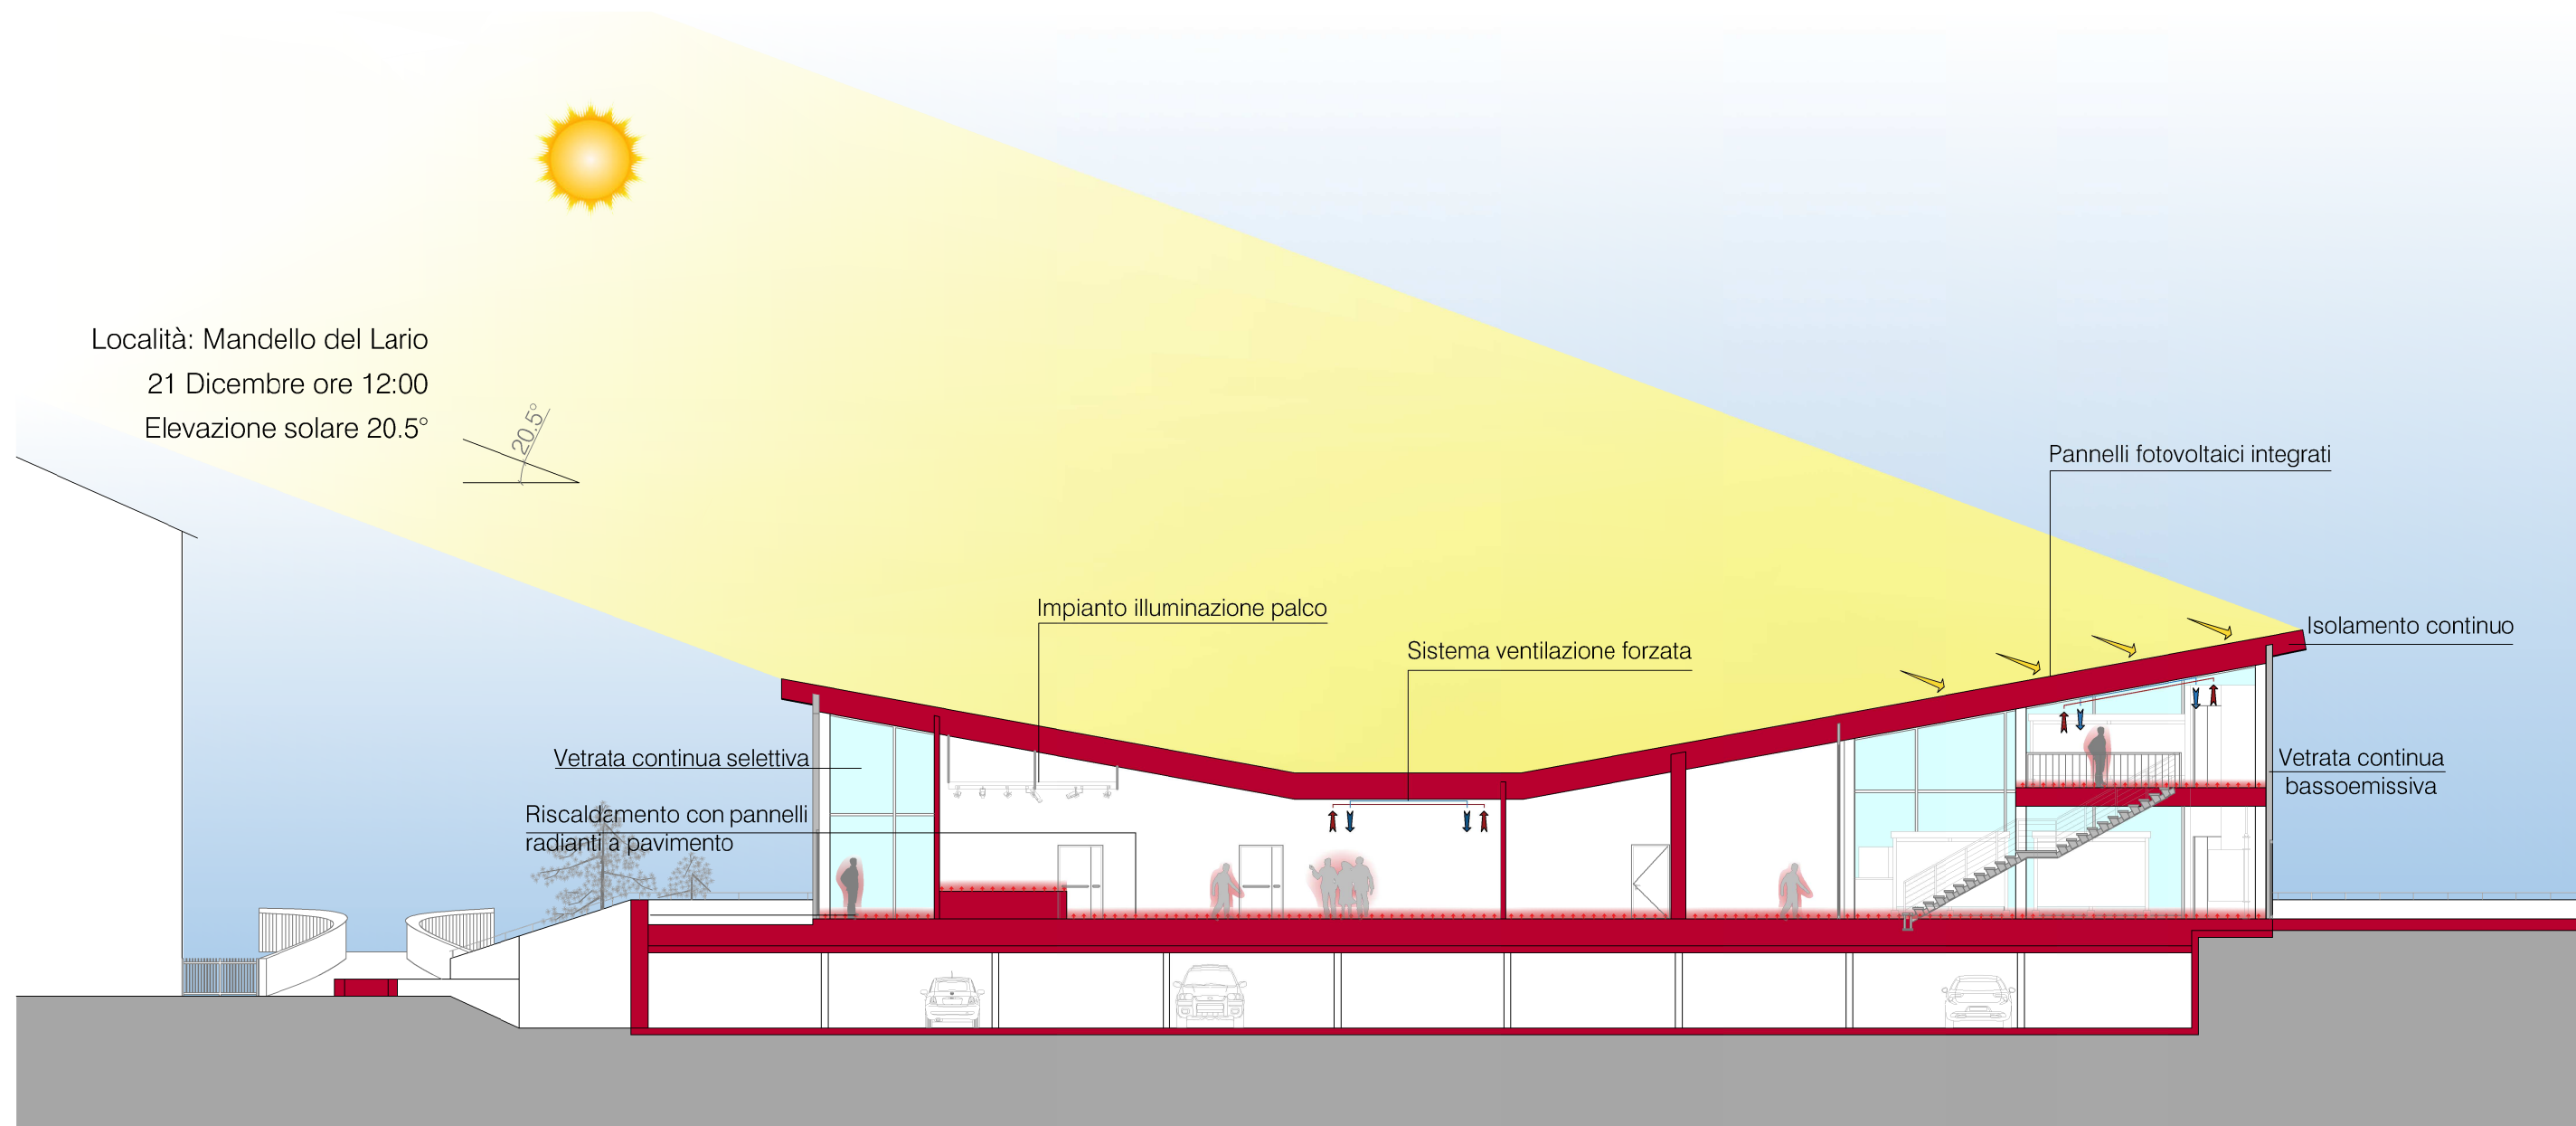 Località: Mandello del Lario
21 Dicembre ore 12:00
Elevazione solare 20.5°
20.5°
Pannelli fotovoltaici integrati
Impianto illuminazione palco
Sistema ventilazione forzata
Isolamento continuo
Vetrata continua selettiva
Vetrata continua
bassoemissiva
Riscaldamento con pannelli
radianti a pavimento